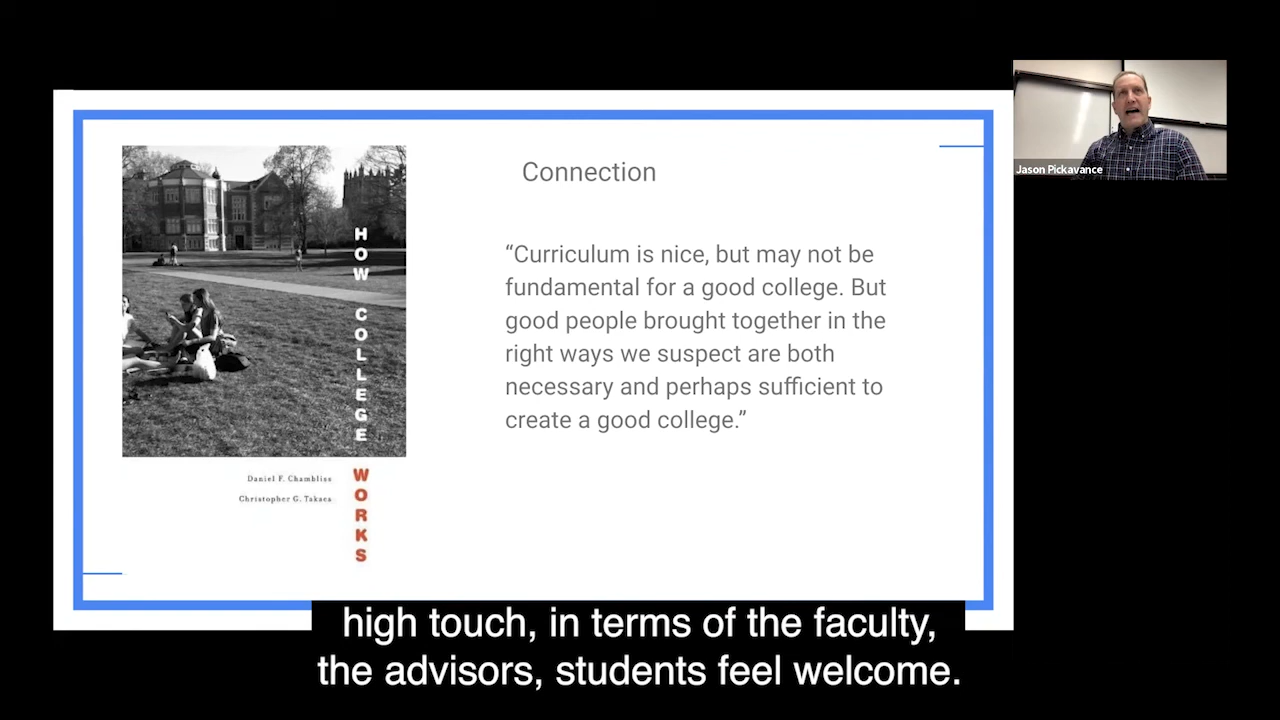 Jason Pickavance
Connection
“Curriculum is nice, but may not be
fundamental for a good college. But
good people brought together in the
right ways we suspect are both
necessary and perhaps sufficient to
create a good college.”
HOW COLLEGE WORKS
Daniel F. Chambliss
Christopher G. Takacs
high touch, in terms of the faculty,
the advisors, students feel welcome.